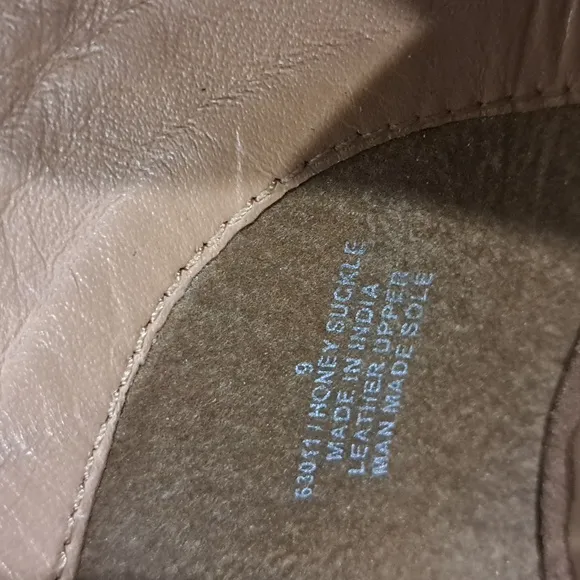 9
63011 / HONEY SUCKLE
MADE IN INDIA
LEATHER UPPER
MAN MADE SOLE